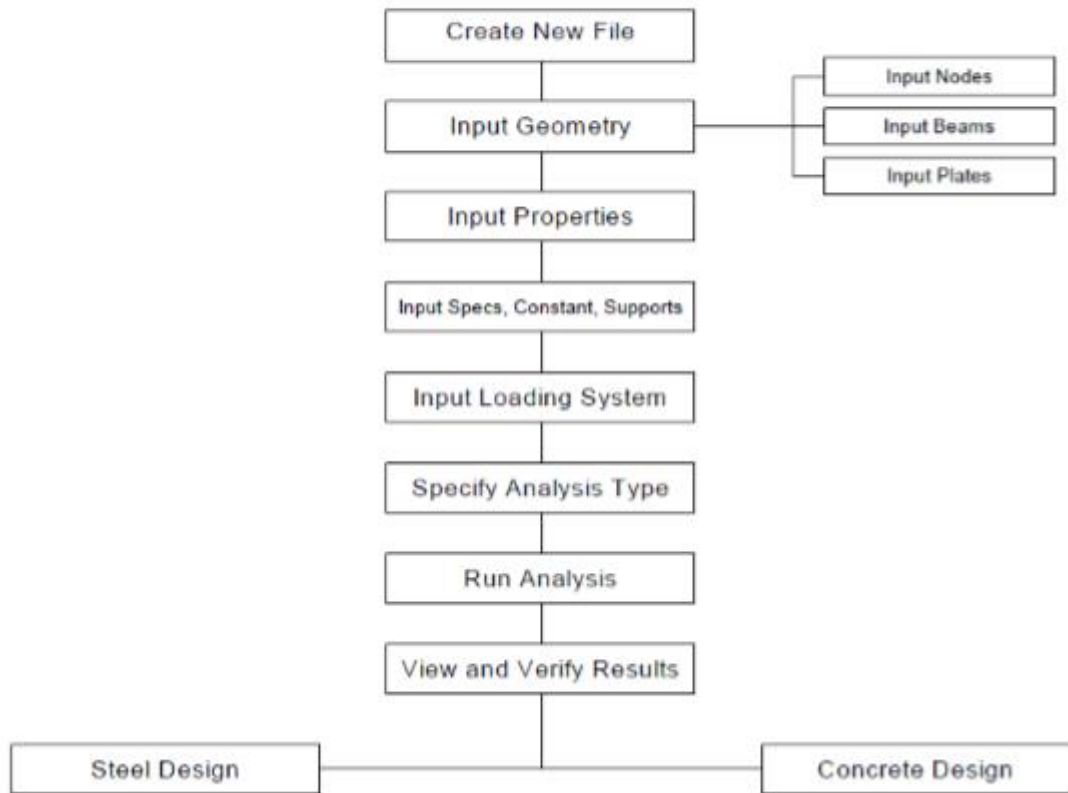 Create New File
Input Nodes
Input Geometry
Input Beams
Input Plates
Input Properties
Input Specs, Constant, Supports
Input Loading System
Specify Analysis Type
Run Analysis
View and Verify Results
Steel Design
Concrete Design